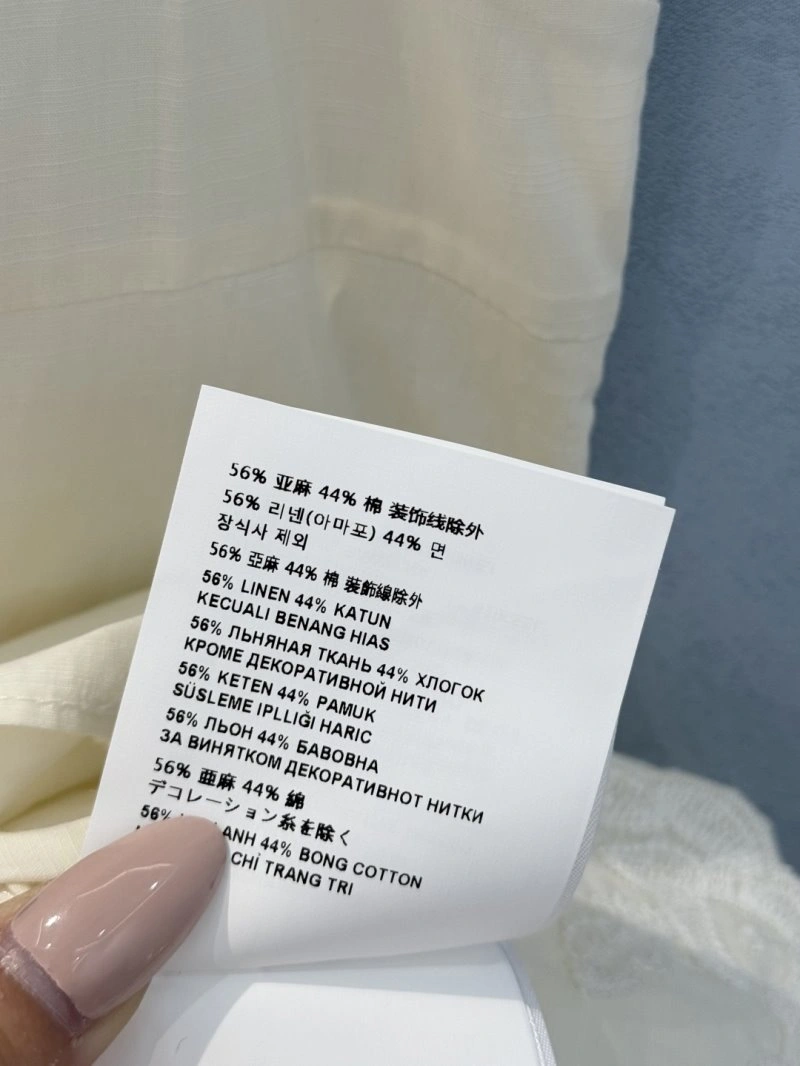 56% 亚麻 44% 棉 装饰线除外
56% 리넨(아마포) 44% 면
장식사 제외
56% 亞麻 44% 棉 裝飾線除外
56% LINEN 44% KATUN
KECUALI BENANG HIAS
56% ЛЬНЯНАЯ ТКАНЬ 44% ХЛОГОК
КРОМЕ ДЕКОРАТИВНОЙ НИТИ
56% KETEN 44% PAMUK
SÜSLEME IPLLIĞI HARIC
56% ЛЬОН 44% БАВОВНА
ЗА ВИНЯТКОМ ДЕКОРАТИВНОТ НИТКИ
56% 亜麻 44% 綿
デコレーション糸を除く
56% LANH 44% BONG COTTON
CHỈ TRANG TRI